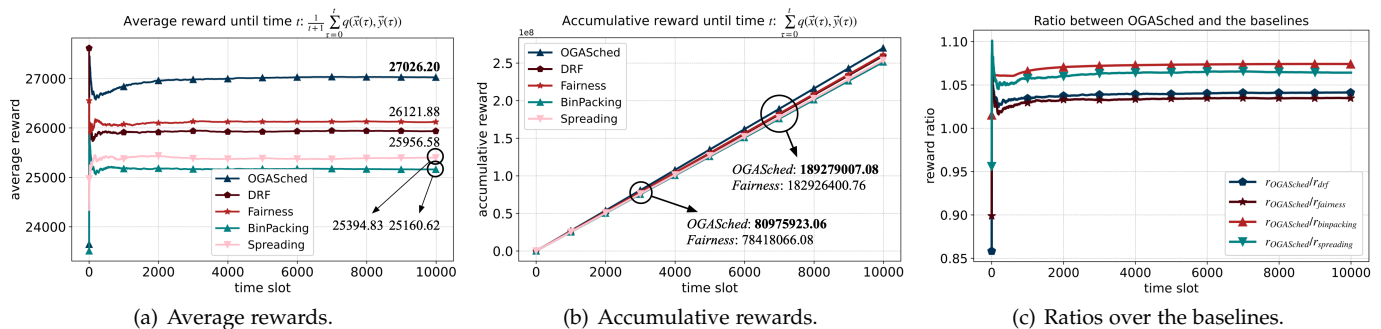 Average reward until time t: 1/(t+1) Σ_{τ=0}^{t} q(x⃗(τ), y⃗(τ))
average reward
27000
26000
25000
24000
27026.20
26121.88
25956.58
25394.83 25160.62
OGASched
DRF
Fairness
BinPacking
Spreading
0 2000 4000 6000 8000 10000
time slot
(a) Average rewards.
Accumulative reward until time t: Σ_{τ=0}^{t} q(x⃗(τ), y⃗(τ))
1e8
accumulative reward
2.5
2.0
1.5
1.0
0.5
0.0
OGASched
DRF
Fairness
BinPacking
Spreading
OGASched: 189279007.08
Fairness: 182926400.76
OGASched: 80975923.06
Fairness: 78418066.08
0 2000 4000 6000 8000 10000
time slot
(b) Accumulative rewards.
Ratio between OGASched and the baselines
reward ratio
1.10
1.05
1.00
0.95
0.90
0.85
r_OGASched/r_drf
r_OGASched/r_fairness
r_OGASched/r_binpacking
r_OGASched/r_spreading
0 2000 4000 6000 8000 10000
time slot
(c) Ratios over the baselines.